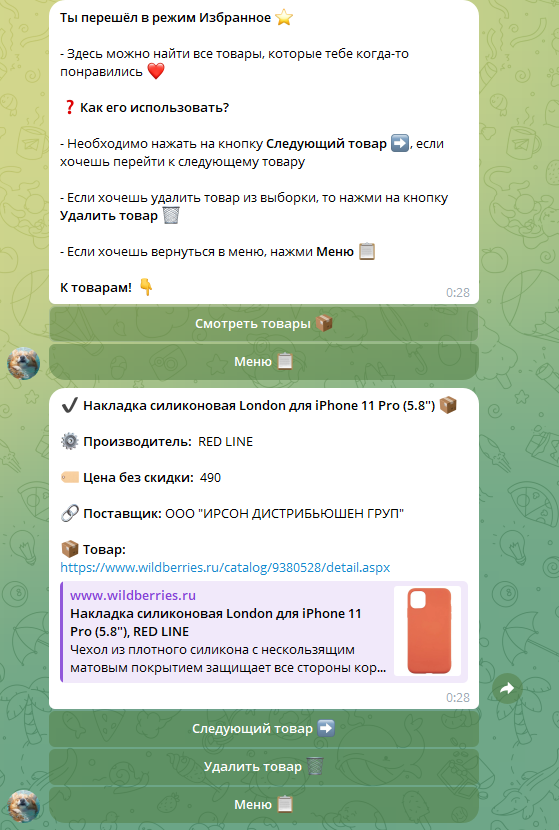 Ты перешёл в режим Избранное ⭐
- Здесь можно найти все товары, которые тебе когда-то
понравились ❤️
❓ Как его использовать?
- Необходимо нажать на кнопку Следующий товар ➡️, если
хочешь перейти к следующему товару
- Если хочешь удалить товар из выборки, то нажми на кнопку
Удалить товар 🗑️
- Если хочешь вернуться в меню, нажми Меню 📋
К товарам! 👇
0:28
Смотреть товары 📦
Меню 📋
✔️ Накладка силиконовая London для iPhone 11 Pro (5.8") 📦
⚙️ Производитель: RED LINE
🏷️ Цена без скидки: 490
🔗 Поставщик: ООО "ИРСОН ДИСТРИБЬЮШЕН ГРУП"
📦 Товар:
https://www.wildberries.ru/catalog/9380528/detail.aspx
www.wildberries.ru
Накладка силиконовая London для iPhone 11
Pro (5.8"), RED LINE
Чехол из плотного силикона с нескользящим
матовым покрытием защищает все стороны кор...
0:28
Следующий товар ➡️
Удалить товар 🗑️
Меню 📋